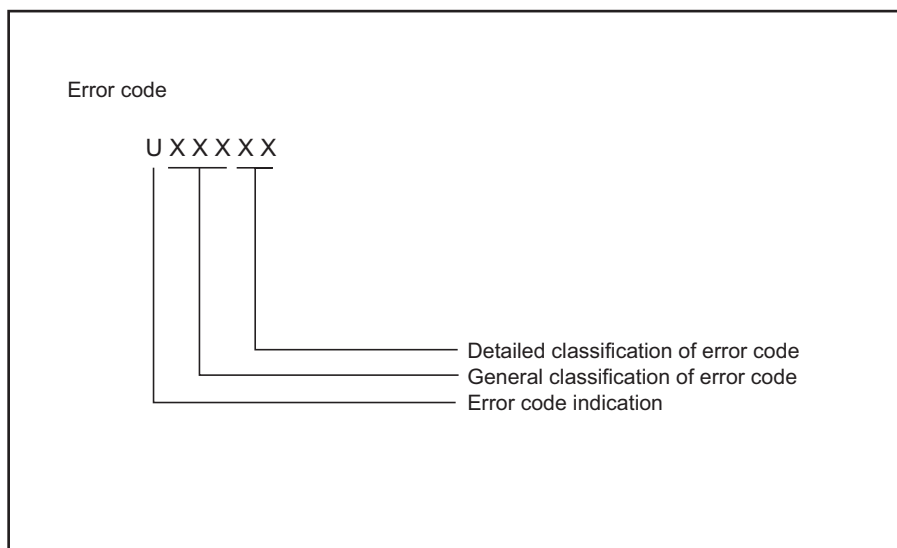 Error code
U X X X X X
Detailed classification of error code
General classification of error code
Error code indication